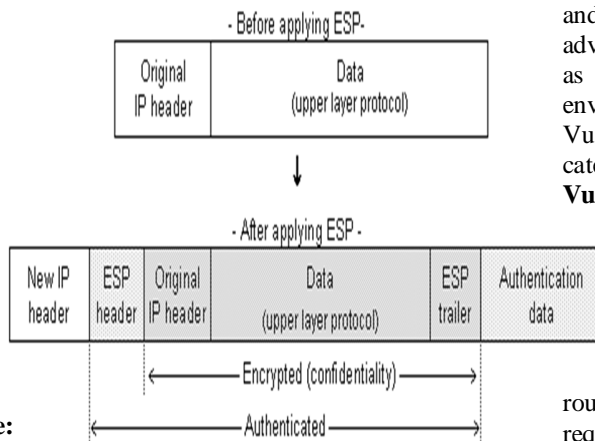 - Before applying ESP-
Original
IP header
Data
(upper layer protocol)
- After applying ESP -
New IP
header
ESP
header
Original
IP header
Data
(upper layer protocol)
ESP
trailer
Authentication
data
Encrypted (confidentiality)
Authenticated
e:
and
adv
as
env
Vu
cate
Vu
rou
req